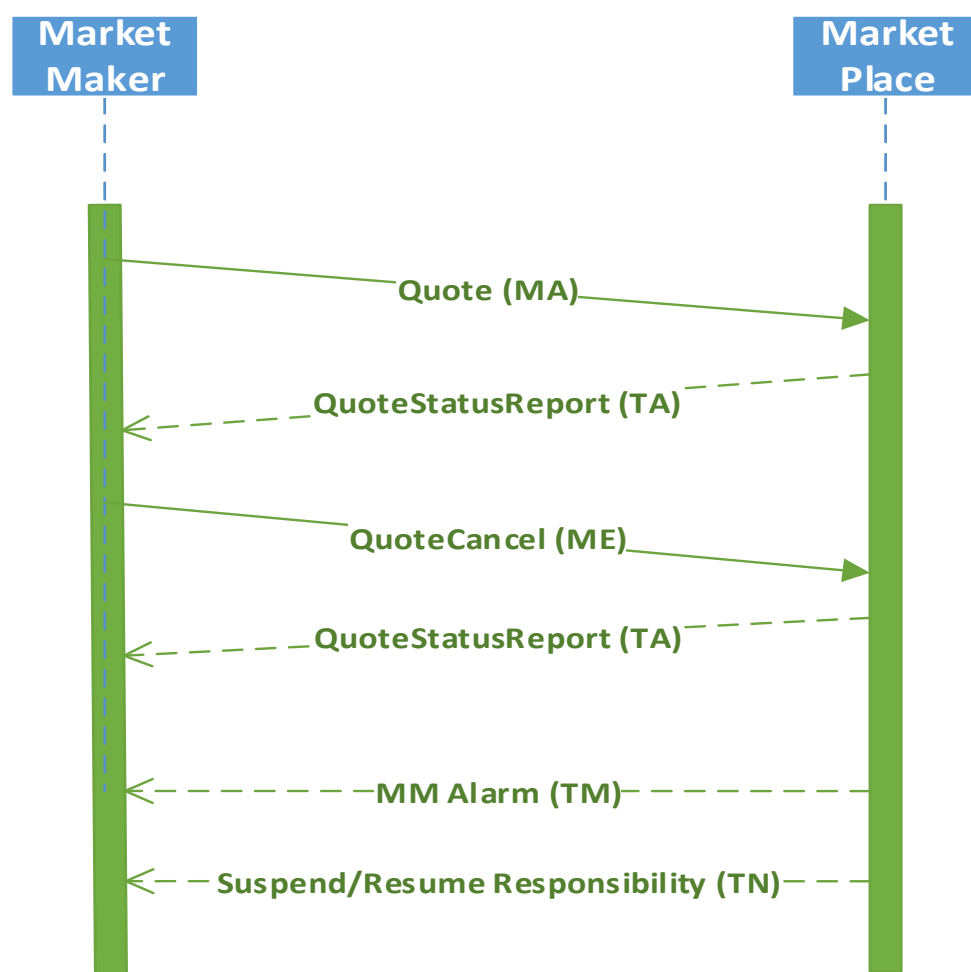 Market
Maker
Market
Place
Quote (MA)
QuoteStatusReport (TA)
QuoteCancel (ME)
QuoteStatusReport (TA)
MM Alarm (TM)
Suspend/Resume Responsibility (TN)